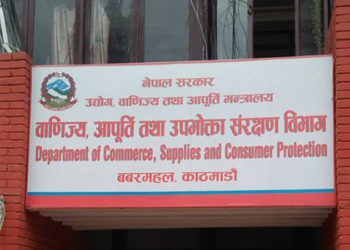 नेपाल सरकार
उद्योग, वाणिज्य तथा आपूर्ति मन्त्रालय
वाणिज्य, आपूर्ति तथा उपभोक्ता संरक्षण विभाग
Department of Commerce, Supplies and Consumer Protection
बबरमहल, काठमाडौं